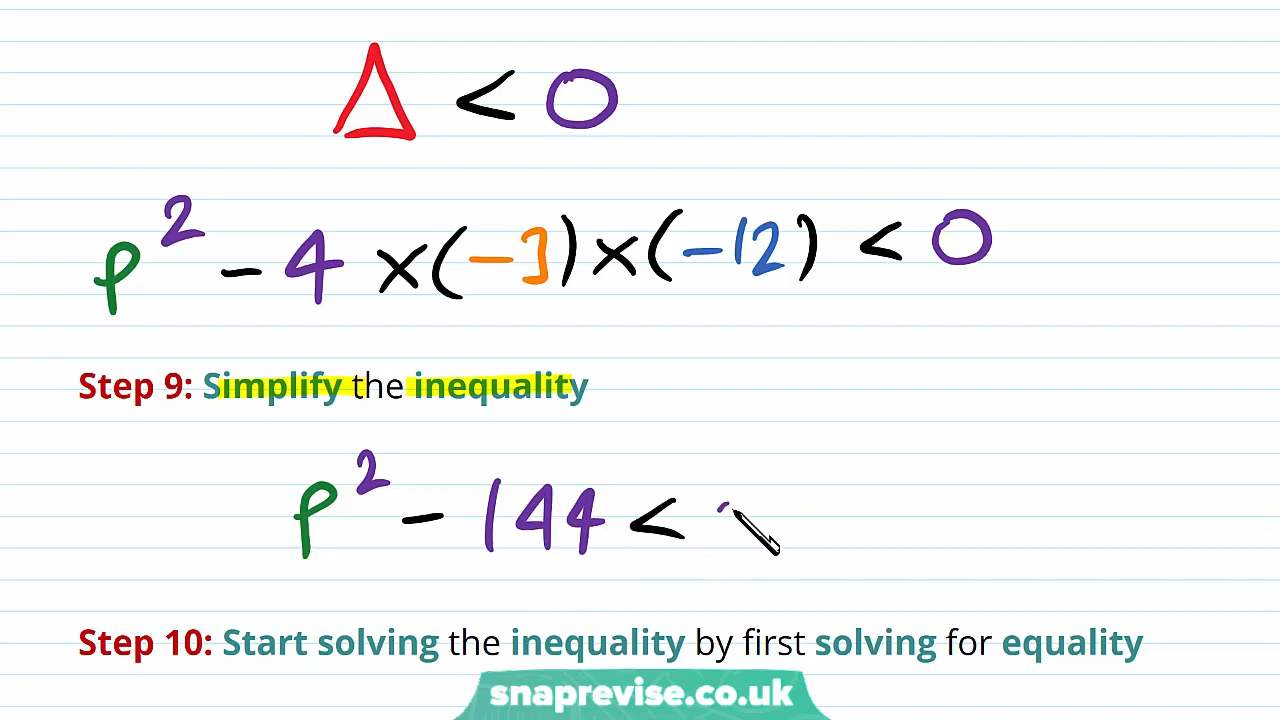 Δ < 0
p² - 4 ×(-3)×(-12) < 0
Step 9: Simplify the inequality
p² - 144 <
Step 10: Start solving the inequality by first solving for equality
snaprevise.co.uk